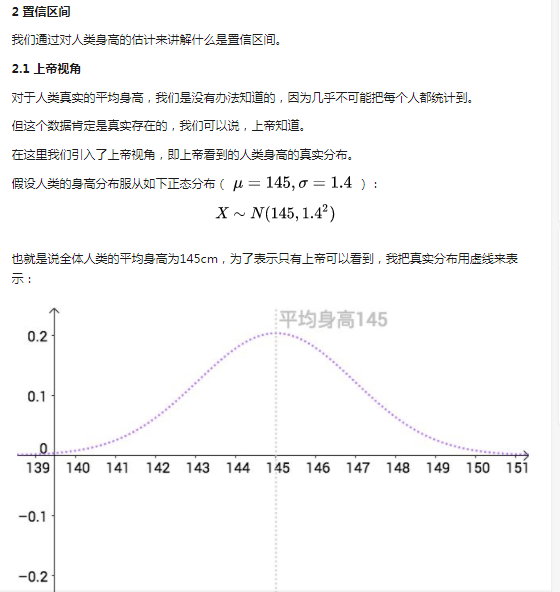 2 置信区间
我们通过对人类身高的估计来讲解什么是置信区间。
2.1 上帝视角
对于人类真实的平均身高，我们是没有办法知道的，因为几乎不可能把每个人都统计到。
但这个数据肯定是真实存在的，我们可以说，上帝知道。
在这里我们引入了上帝视角，即上帝看到的人类身高的真实分布。
假设人类的身高分布服从如下正态分布（ μ = 145, σ = 1.4 ）：
X ∼ N(145, 1.4²)
也就是说全体人类的平均身高为145cm，为了表示只有上帝可以看到，我把真实分布用虚线来表
示：
平均身高145
0.2
0.1
0
139 140 141 142 143 144 145 146 147 148 149 150 151
−0.1
−0.2